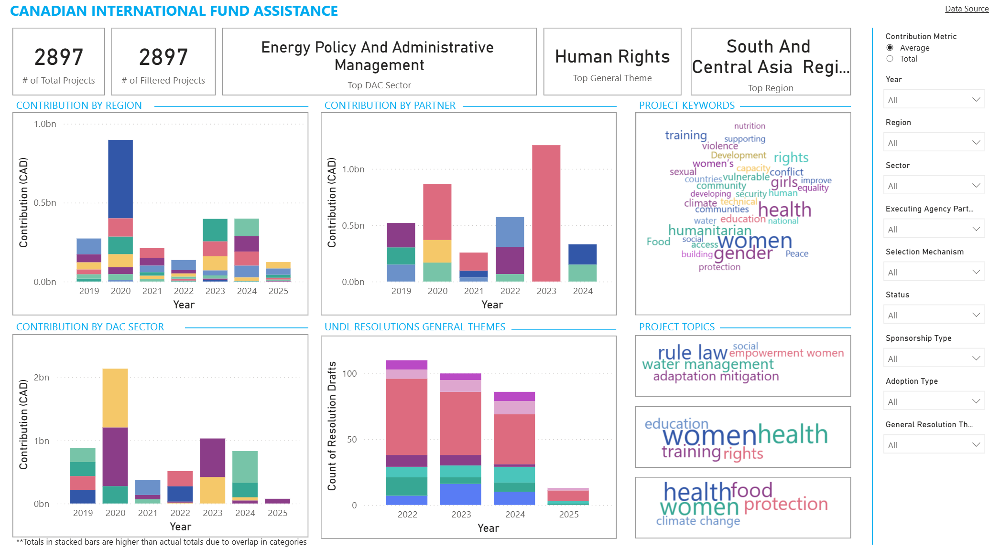 CANADIAN INTERNATIONAL FUND ASSISTANCE
Data Source
2897
# of Total Projects
2897
# of Filtered Projects
Energy Policy And Administrative
Management
Top DAC Sector
Human Rights
Top General Theme
South And
Central Asia Regi...
Top Region
CONTRIBUTION BY REGION
Contribution (CAD)
1.0bn
0.5bn
0.0bn
2019 2020 2021 2022 2023 2024 2025
Year
CONTRIBUTION BY PARTNER
Contribution (CAD)
1.0bn
0.5bn
0.0bn
2019 2020 2021 2022 2023 2024
Year
PROJECT KEYWORDS
nutrition
training
supporting
violence
Development
rights
women's
capacity
sexual
conflict
countries
vulnerable
girls
improve
community
equality
developing
security
human
climate
technical
communities
health
water
education
national
humanitarian
Food
social
women
access
building
gender
Peace
protection
CONTRIBUTION BY DAC SECTOR
Contribution (CAD)
2bn
1bn
0bn
2019 2020 2021 2022 2023 2024 2025
Year
**Totals in stacked bars are higher than actual totals due to overlap in categories
UNDL RESOLUTIONS GENERAL THEMES
Count of Resolution Drafts
100
50
0
2022 2023 2024 2025
Year
PROJECT TOPICS
social
rule law
empowerment women
water management
adaptation mitigation
education
women
health
training
rights
health
food
women
protection
climate change
Contribution Metric
Average
Total
Year
All
Region
All
Sector
All
Executing Agency Part...
All
Selection Mechanism
All
Status
All
Sponsorship Type
All
Adoption Type
All
General Resolution Th...
All